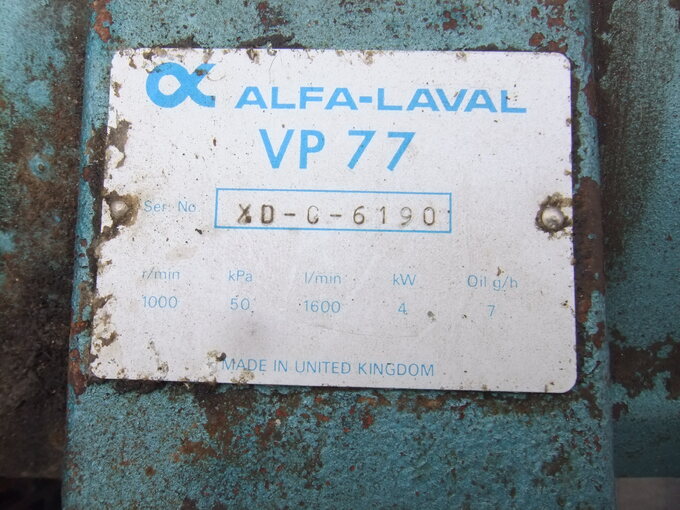 ALFA-LAVAL
VP 77
Ser. No XD-C-6190
r/min kPa l/min kW Oil g/h
1000 50 1600 4 7
MADE IN UNITED KINGDOM